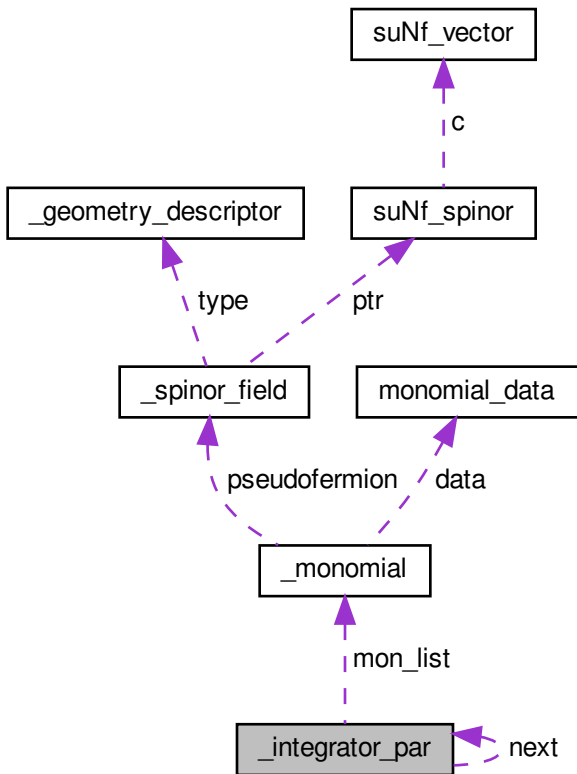 suNf_vector
c
_geometry_descriptor
suNf_spinor
type
ptr
_spinor_field
monomial_data
pseudofermion
data
_monomial
mon_list
_integrator_par
next